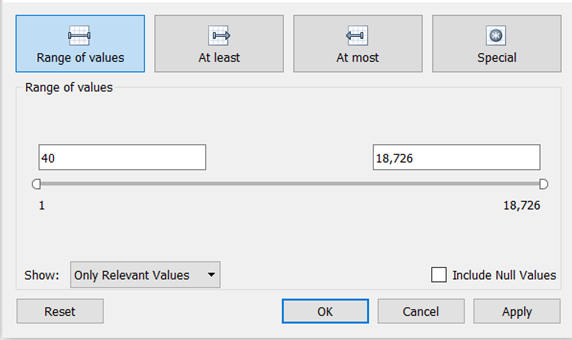 Range of values
At least
At most
Special
Range of values
40
18,726
1
18,726
Show:
Only Relevant Values
Include Null Values
Reset
OK
Cancel
Apply